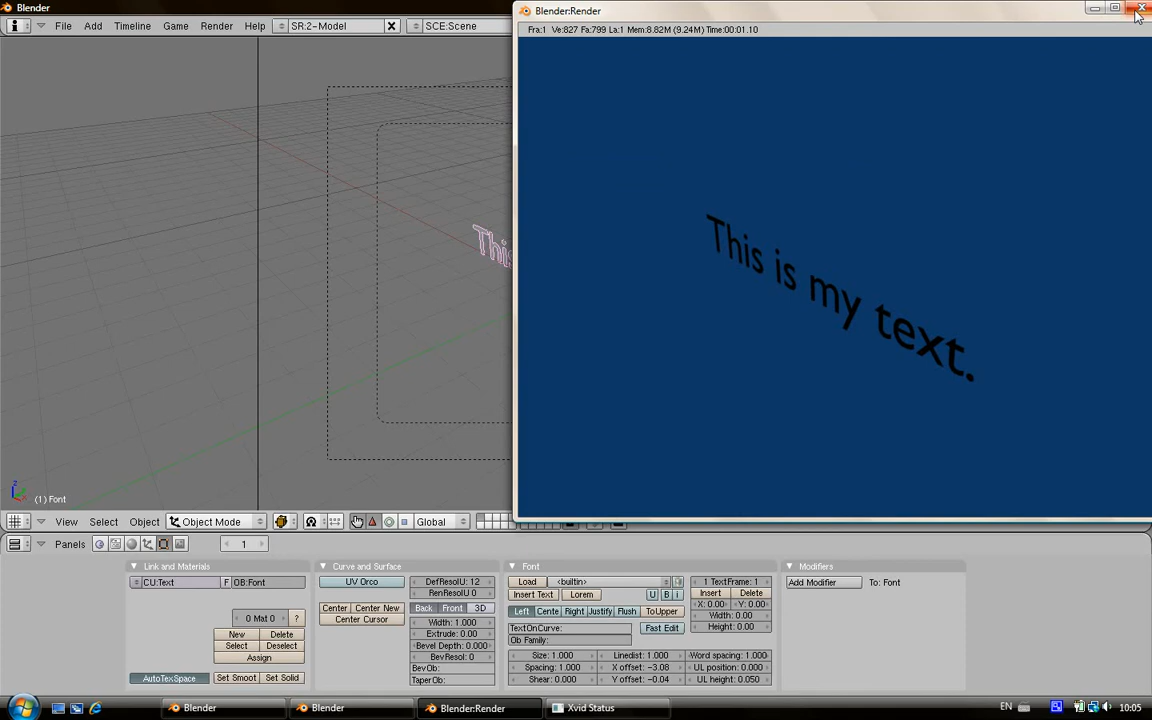 Blender
Blender:Render
File Add Timeline Game Render SR:2-Model SCE:Scene
Fra:1 Ve:827 Fa:799 La:1 Mem:8.82M (9.24M) Time:00:01.10
This
This is my text.
z
(1) Font
View Select Object Object Mode Global
Panels 1
Link and Materials Curve and Surface Font Modifiers
CU:Text F OB:Font UV Orco DefResolU: 12 Load <builtin> 1 TextFrame: 1 Add Modifier To: Font
RenResolU 0 Insert Text Lorem U B i Insert Delete
Center Center New Back Front 3D Left Cente Right Justify Flush ToUpper X: 0.00 Y: 0.00
0 Mat 0 ? Center Cursor Width: 1.000 Width: 0.00
New Delete Extrude: 0.00 TextOnCurve: Fast Edit Height: 0.00
Select Deselect Bevel Depth: 0.000 Ob Family:
Assign BevResol: 0 Size: 1.000 Linedist: 1.000 Word spacing: 1.000
BevOb: Spacing: 1.000 X offset: -3.08 UL position: 0.000
AutoTexSpace Set Smoot Set Solid TaperOb: Shear: 0.000 Y offset: -0.04 UL height: 0.050
Blender Blender Blender:Render Xvid Status EN 10:05